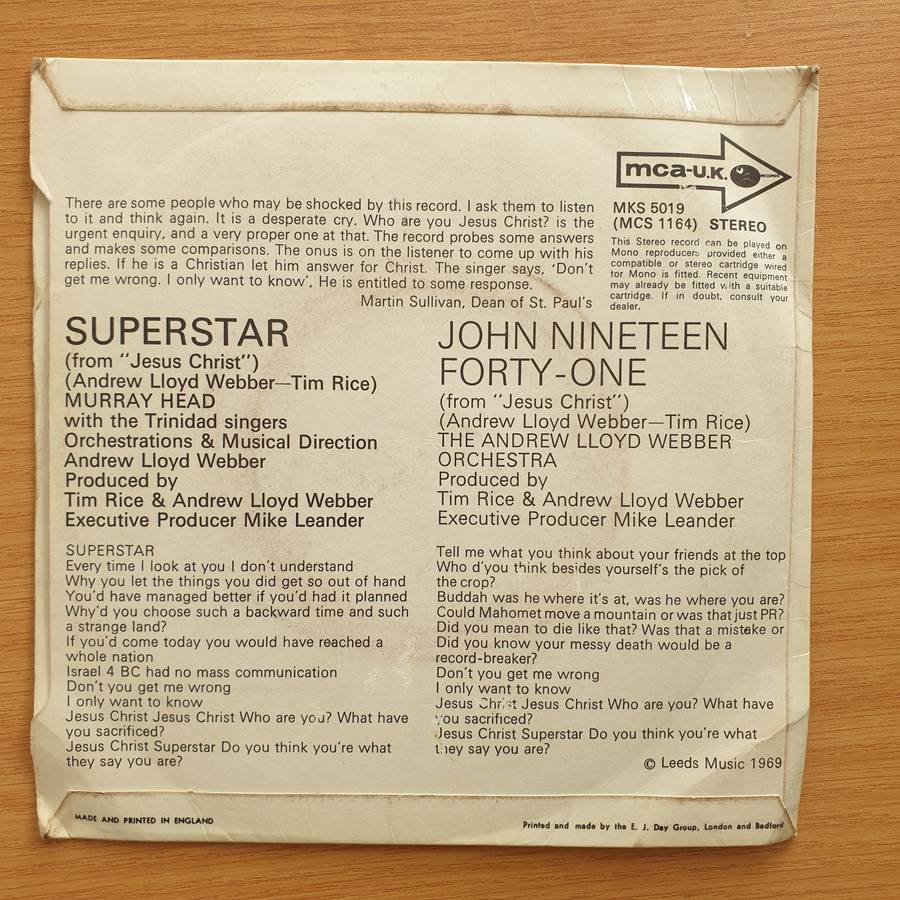 There are some people who may be shocked by this record. I ask them to listen
to it and think again. It is a desperate cry. Who are you Jesus Christ? is the
urgent enquiry, and a very proper one at that. The record probes some answers
and makes some comparisons. The onus is on the listener to come up with his
replies. If he is a Christian let him answer for Christ. The singer says, 'Don't
get me wrong. I only want to know', He is entitled to some response.
Martin Sullivan, Dean of St. Paul's
mca-U.K. RECORDS
MKS 5019
(MCS 1164) STEREO
This Stereo record can be played on
Mono reproducers provided either a
compatible or stereo cartridge wired
for Mono is fitted. Recent equipment
may already be fitted with a suitable
cartridge. If in doubt, consult your
dealer.
SUPERSTAR
(from "Jesus Christ")
(Andrew Lloyd Webber—Tim Rice)
MURRAY HEAD
with the Trinidad singers
Orchestrations & Musical Direction
Andrew Lloyd Webber
Produced by
Tim Rice & Andrew Lloyd Webber
Executive Producer Mike Leander
JOHN NINETEEN
FORTY-ONE
(from "Jesus Christ")
(Andrew Lloyd Webber—Tim Rice)
THE ANDREW LLOYD WEBBER
ORCHESTRA
Produced by
Tim Rice & Andrew Lloyd Webber
Executive Producer Mike Leander
SUPERSTAR
Every time I look at you I don't understand
Why you let the things you did get so out of hand
You'd have managed better if you'd had it planned
Why'd you choose such a backward time and such
a strange land?
If you'd come today you would have reached a
whole nation
Israel 4 BC had no mass communication
Don't you get me wrong
I only want to know
Jesus Christ Jesus Christ Who are you? What have
you sacrificed?
Jesus Christ Superstar Do you think you're what
they say you are?
Tell me what you think about your friends at the top
Who d'you think besides yourself's the pick of
the crop?
Buddah was he where it's at, was he where you are?
Could Mahomet move a mountain or was that just PR?
Did you mean to die like that? Was that a mistake or
Did you know your messy death would be a
record-breaker?
Don't you get me wrong
I only want to know
Jesus Christ Jesus Christ Who are you? What have
you sacrificed?
Jesus Christ Superstar Do you think you're what
they say you are?
© Leeds Music 1969
MADE AND PRINTED IN ENGLAND
Printed and made by the E. J. Day Group, London and Bedford